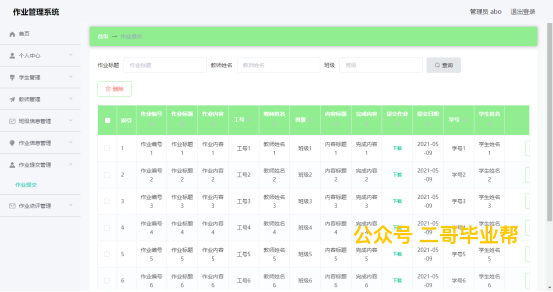 作业管理系统
管理员 abo 退出登录
首页
个人中心
学生管理
教师管理
班级信息管理
作业信息管理
作业提交管理
作业提交
作业点评管理
首页 作业提交
作业标题 作业标题 教师姓名 教师姓名 班级 班级 查询
删除
索引 作业编号 作业标题 作业内容 工号 教师姓名 班级 内容标题 完成内容 提交作业 提交日期 学号 学生姓名
1 作业编号1 作业标题1 作业内容1 工号1 教师姓名1 班级1 内容标题1 完成内容1 下载 2021-05-09 学号1 学生姓名1
2 作业编号2 作业标题2 作业内容2 工号2 教师姓名2 班级2 内容标题2 完成内容2 下载 2021-05-09 学号2 学生姓名2
3 作业编号3 作业标题3 作业内容3 工号3 教师姓名3 班级3 内容标题3 完成内容3 下载 2021-05-09 学号3 学生姓名3
4 作业编号4 作业标题4 作业内容4 工号4 教师姓名4 班级4 内容标题4 完成内容4
公众号 二哥毕业帮
5 作业编号5 作业标题5 作业内容5 工号5 教师姓名5 班级5 内容标题5 完成内容5 下载 2021-05-09 学号5 学生姓名5
6 作业编号6 作业标题6 作业内容6 工号6 教师姓名6 班级6 内容标题6 完成内容6 下载 2021-05-09 学号6 学生姓名6